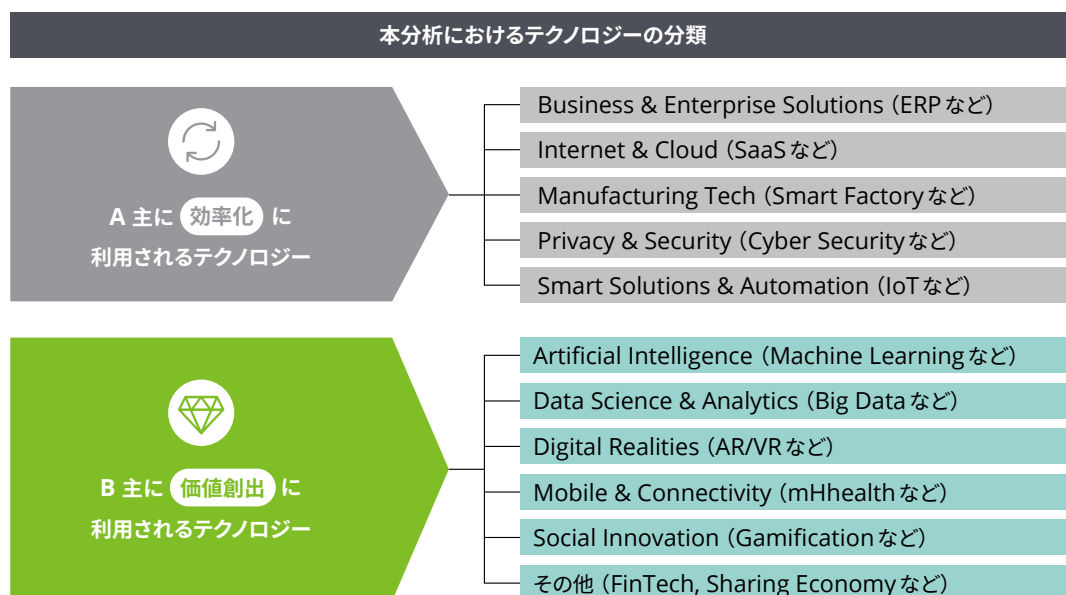 本分析におけるテクノロジーの分類
A 主に 効率化 に
利用されるテクノロジー
Business & Enterprise Solutions（ERPなど）
Internet & Cloud（SaaSなど）
Manufacturing Tech（Smart Factoryなど）
Privacy & Security（Cyber Securityなど）
Smart Solutions & Automation（IoTなど）
B 主に 価値創出 に
利用されるテクノロジー
Artificial Intelligence（Machine Learningなど）
Data Science & Analytics（Big Dataなど）
Digital Realities（AR/VRなど）
Mobile & Connectivity（mHhealthなど）
Social Innovation（Gamificationなど）
その他（FinTech, Sharing Economyなど）